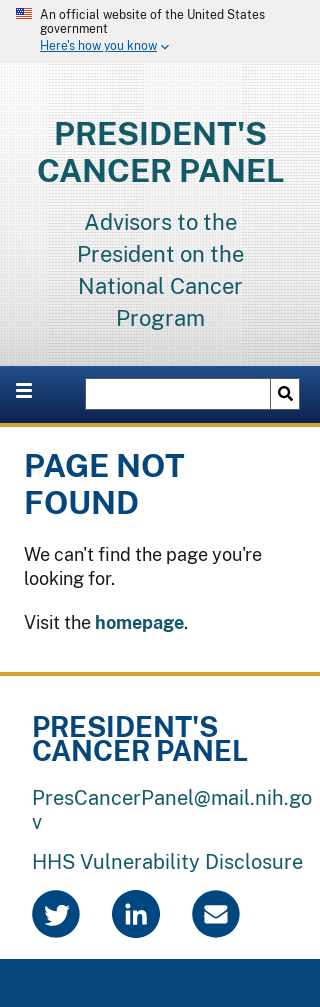 An official website of the United States
government
Here's how you know
PRESIDENT'S
CANCER PANEL
Advisors to the
President on the
National Cancer
Program
PAGE NOT
FOUND
We can't find the page you're
looking for.
Visit the homepage.
PRESIDENT'S
CANCER PANEL
PresCancerPanel@mail.nih.go
v
HHS Vulnerability Disclosure
in